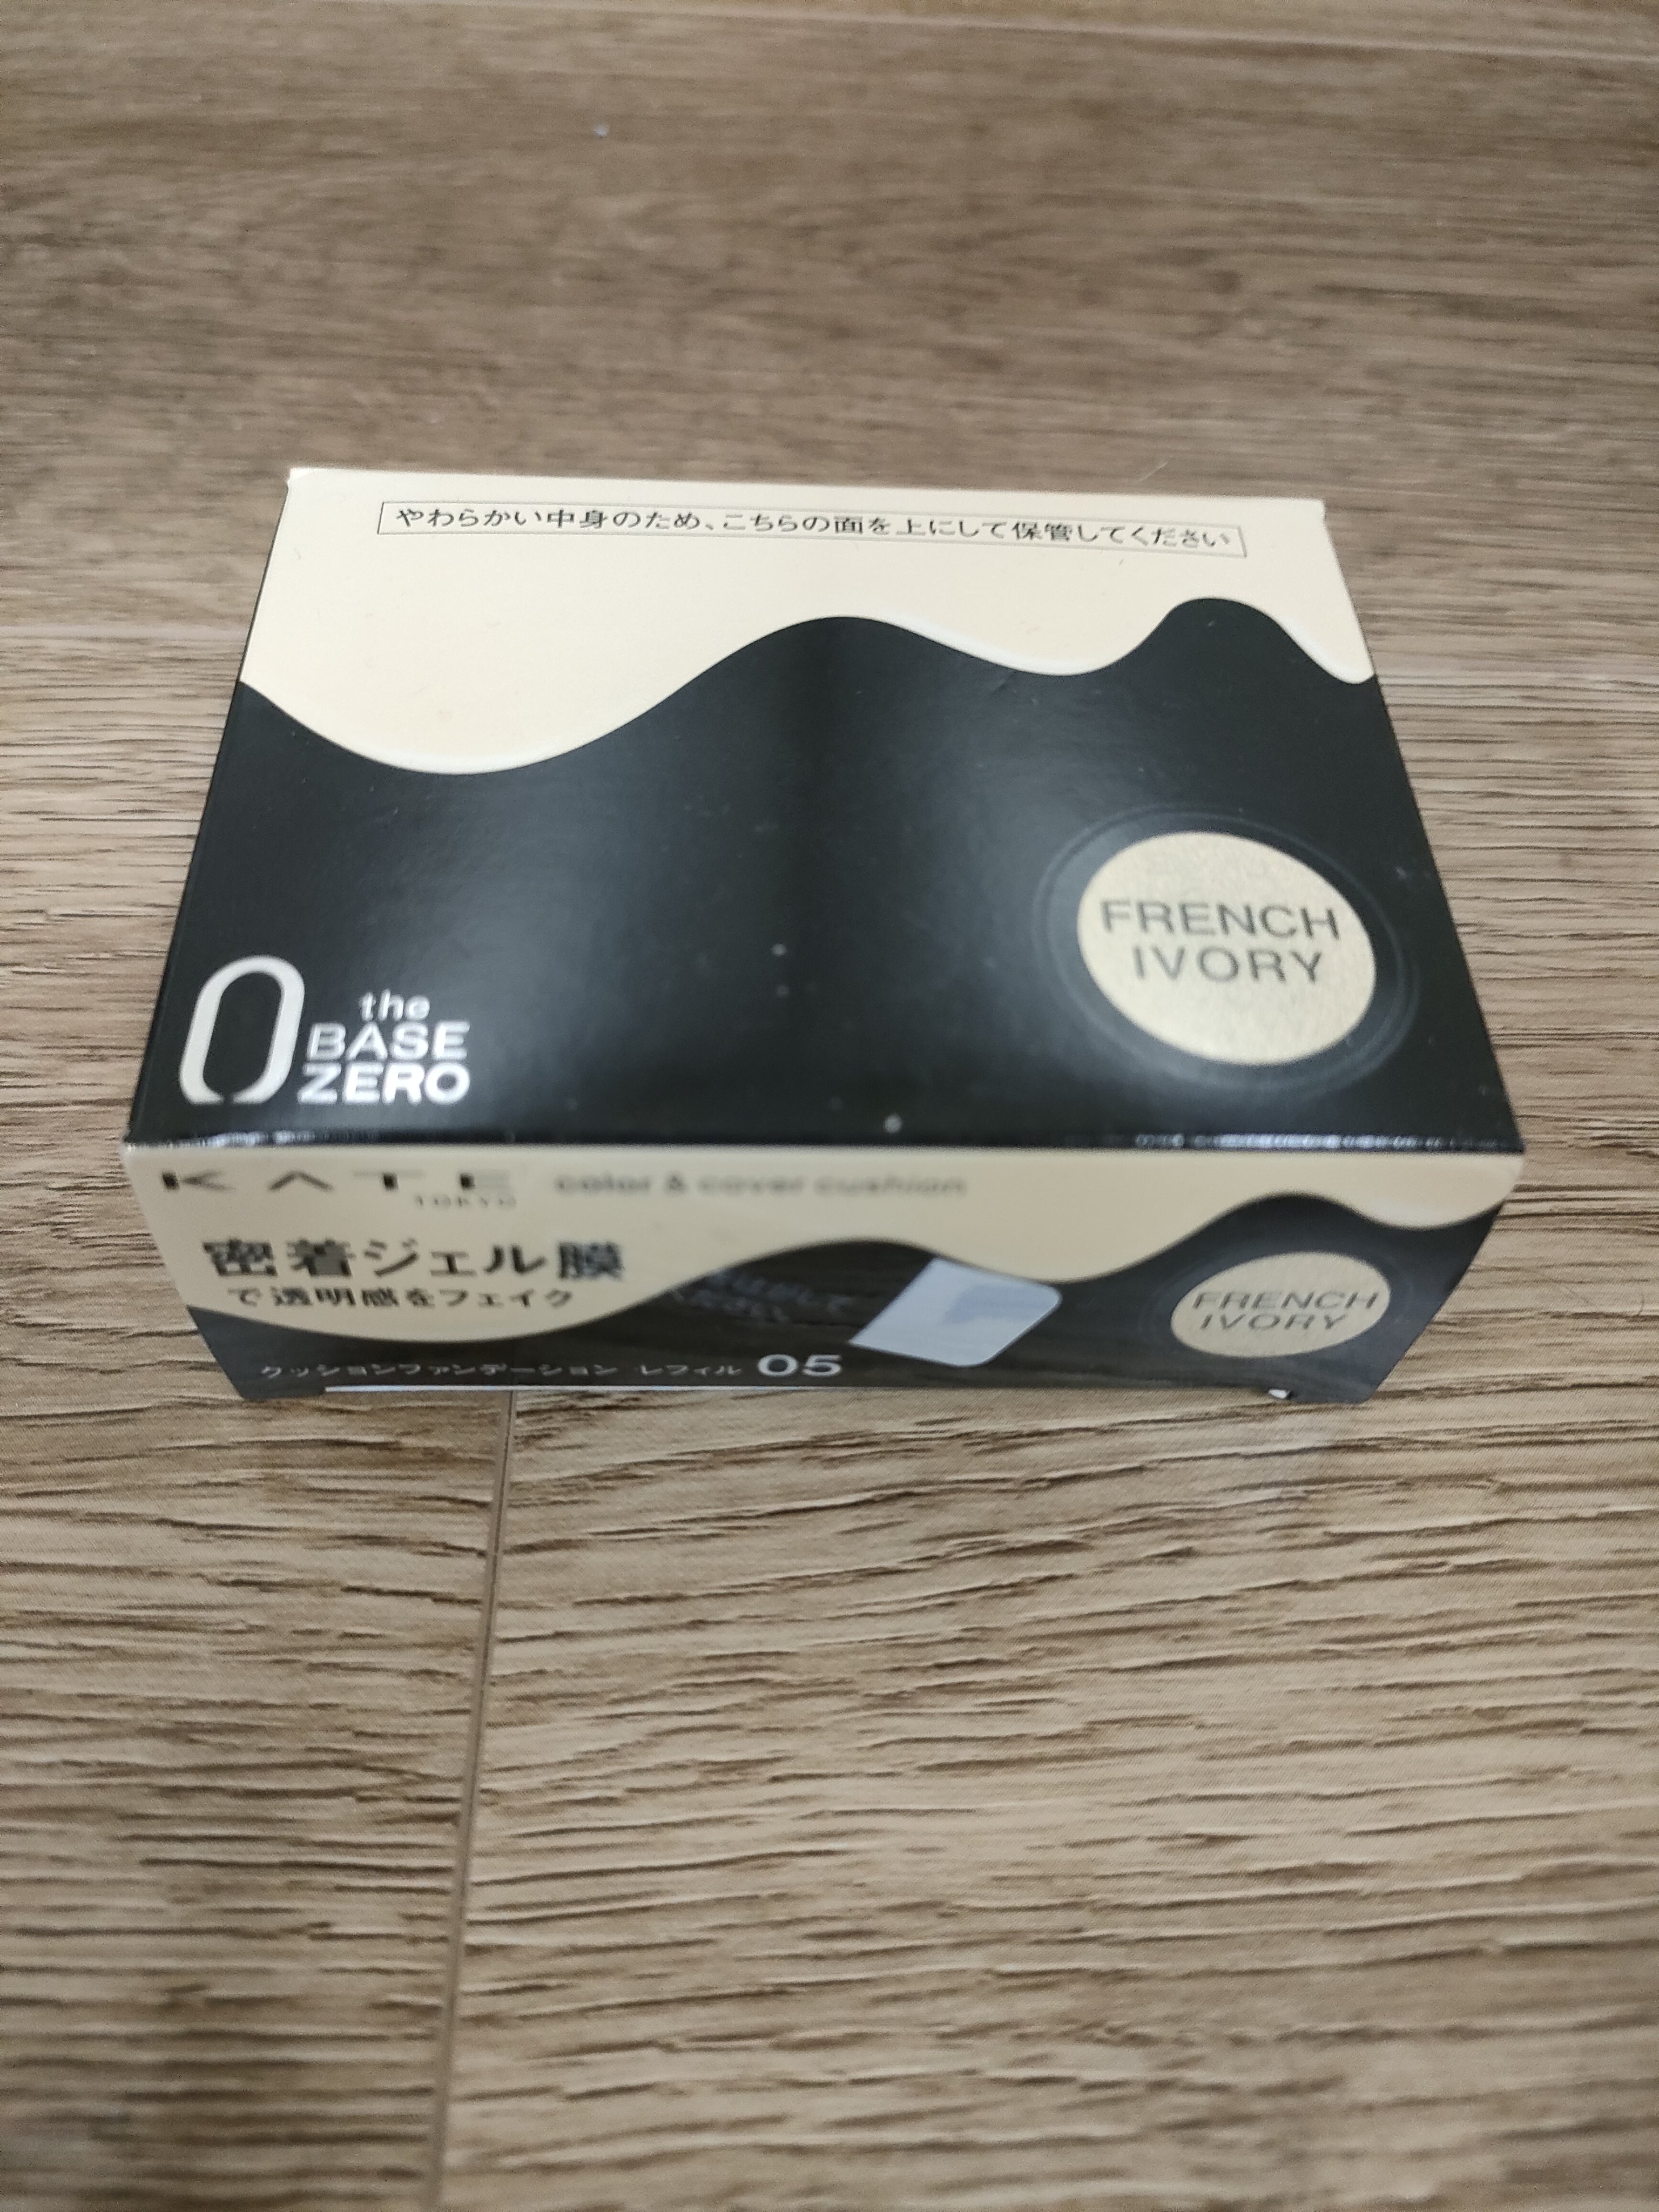 やわらかい中身のため、こちらの面を上にして保管してください
FRENCH
IVORY
0
the
BASE
ZERO
KATE
TOKYO
color & cover cushion
密着ジェル膜
で透明感をフェイク
FRENCH
IVORY
クッションファンデーション レフィル 05